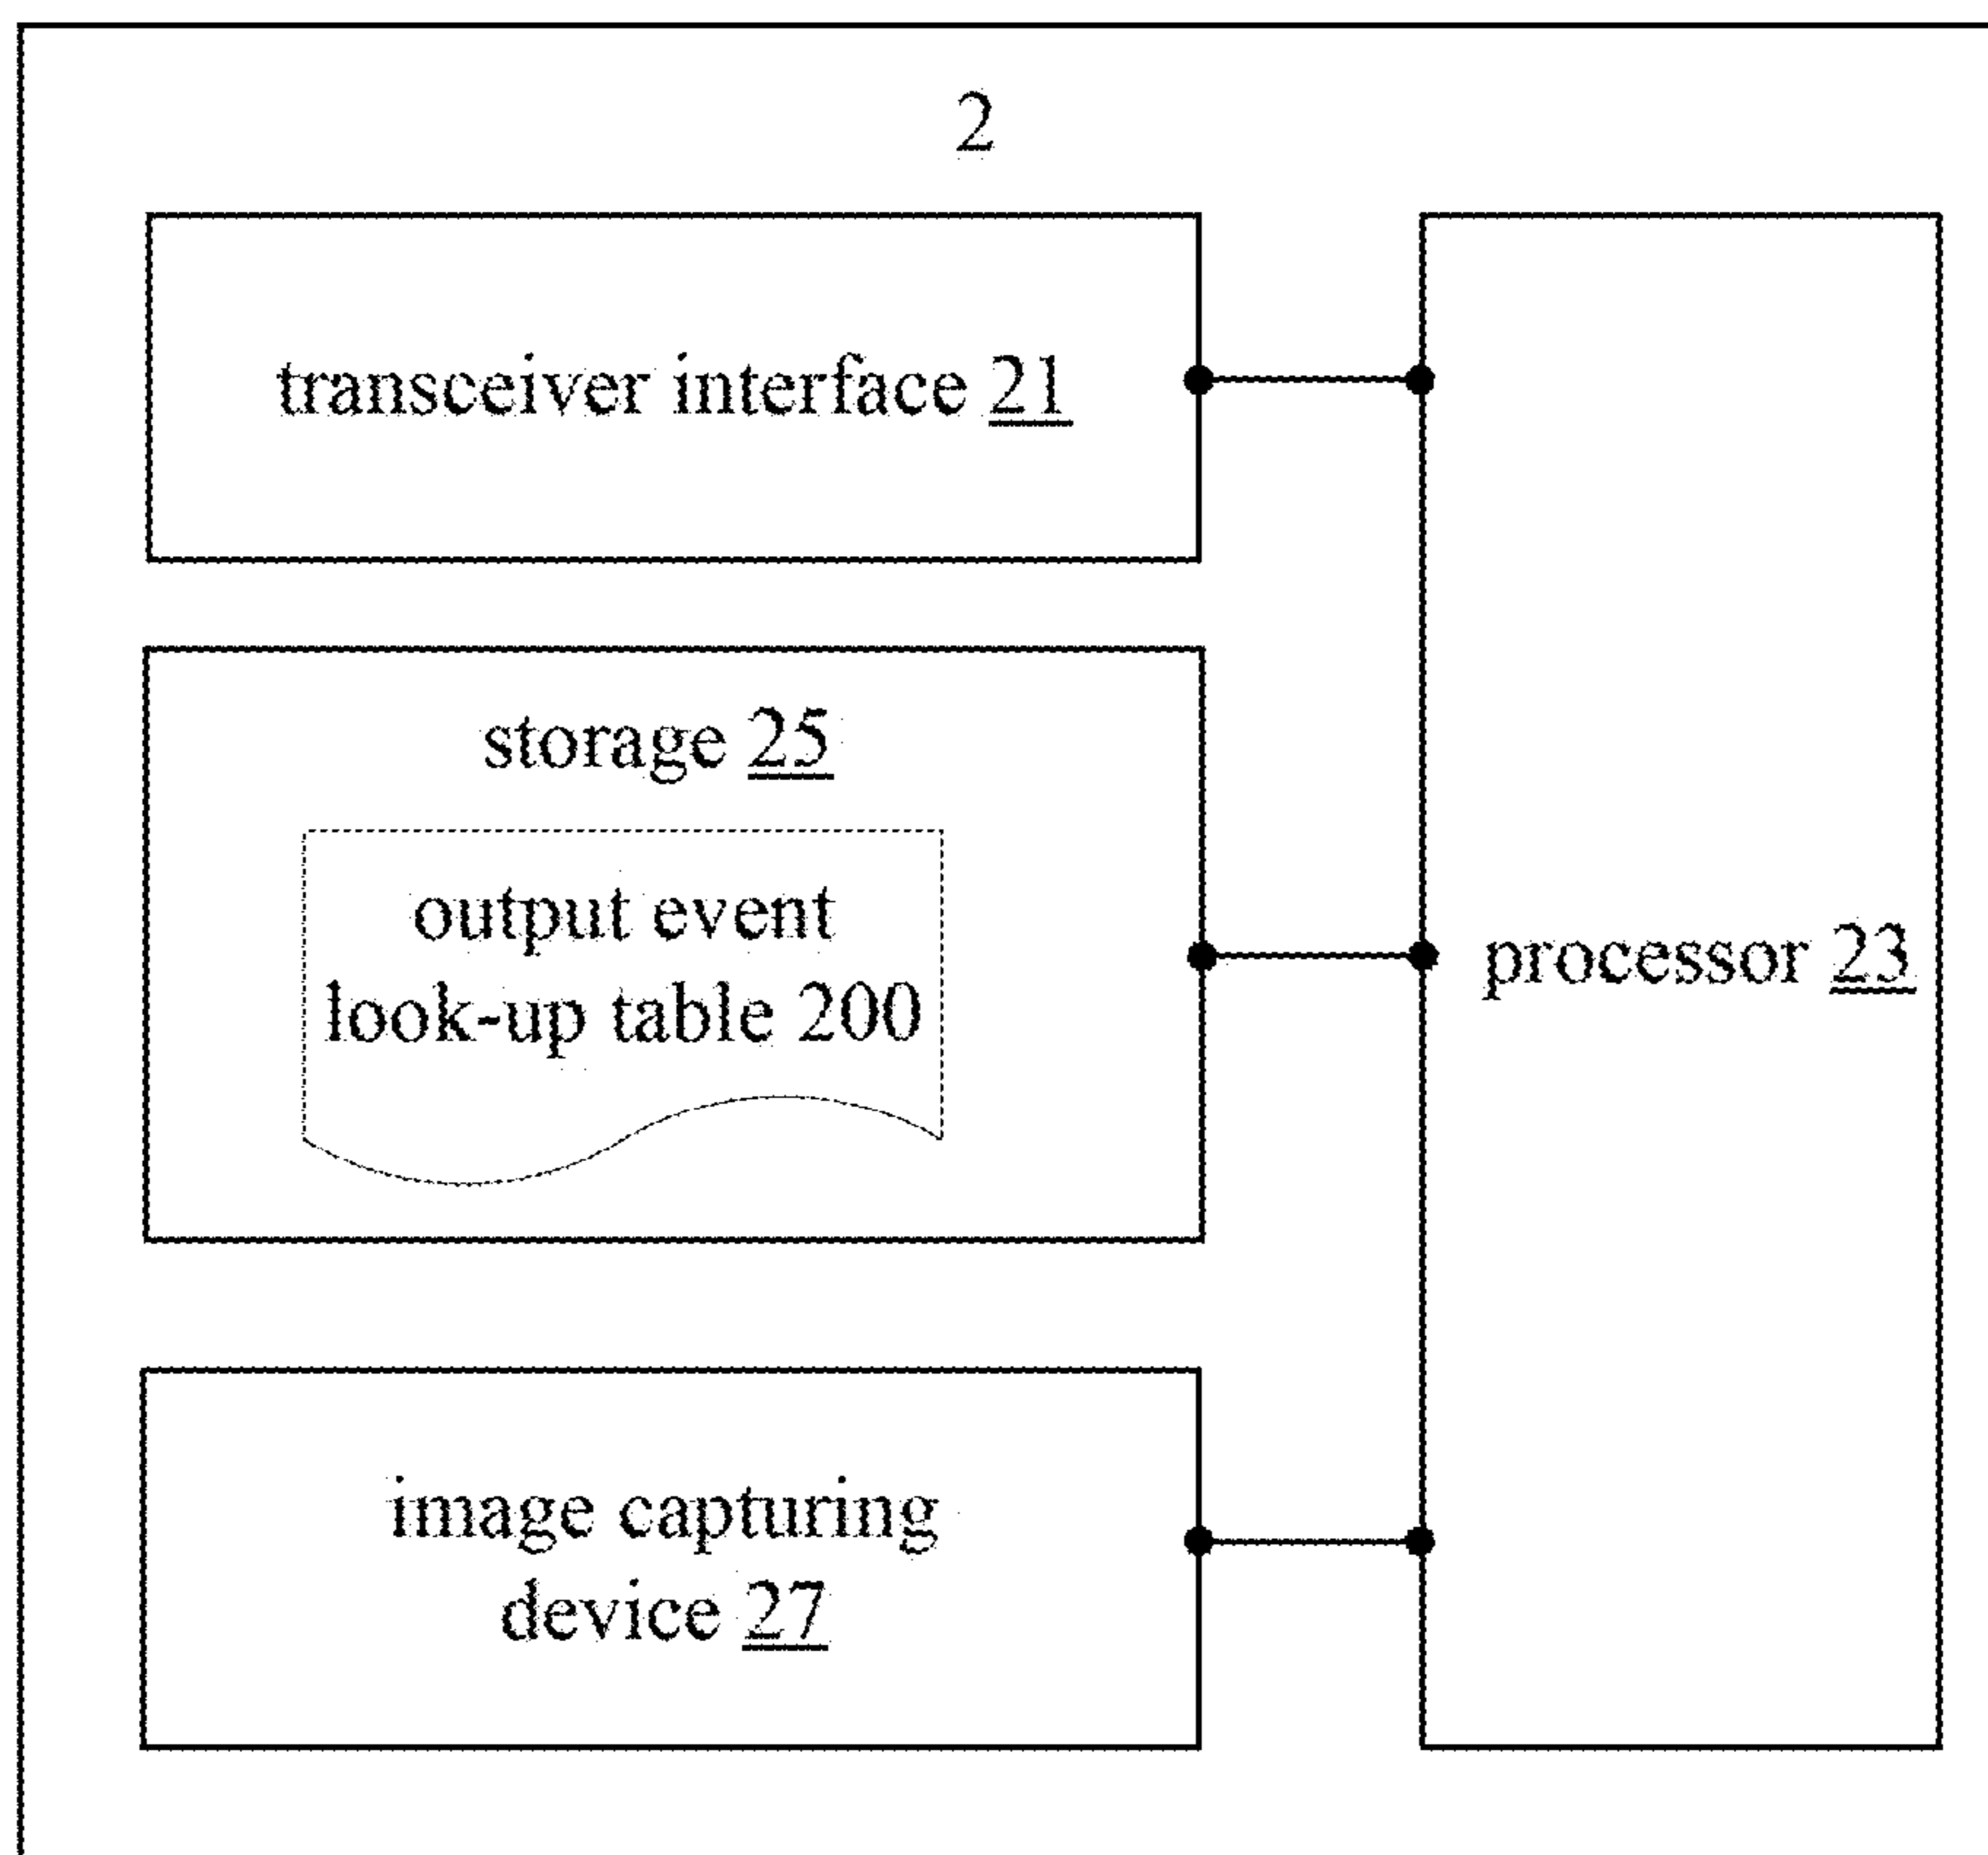 2
transceiver interface 21
storage 25
output event
look-up table 200
processor 23
image capturing
device 27